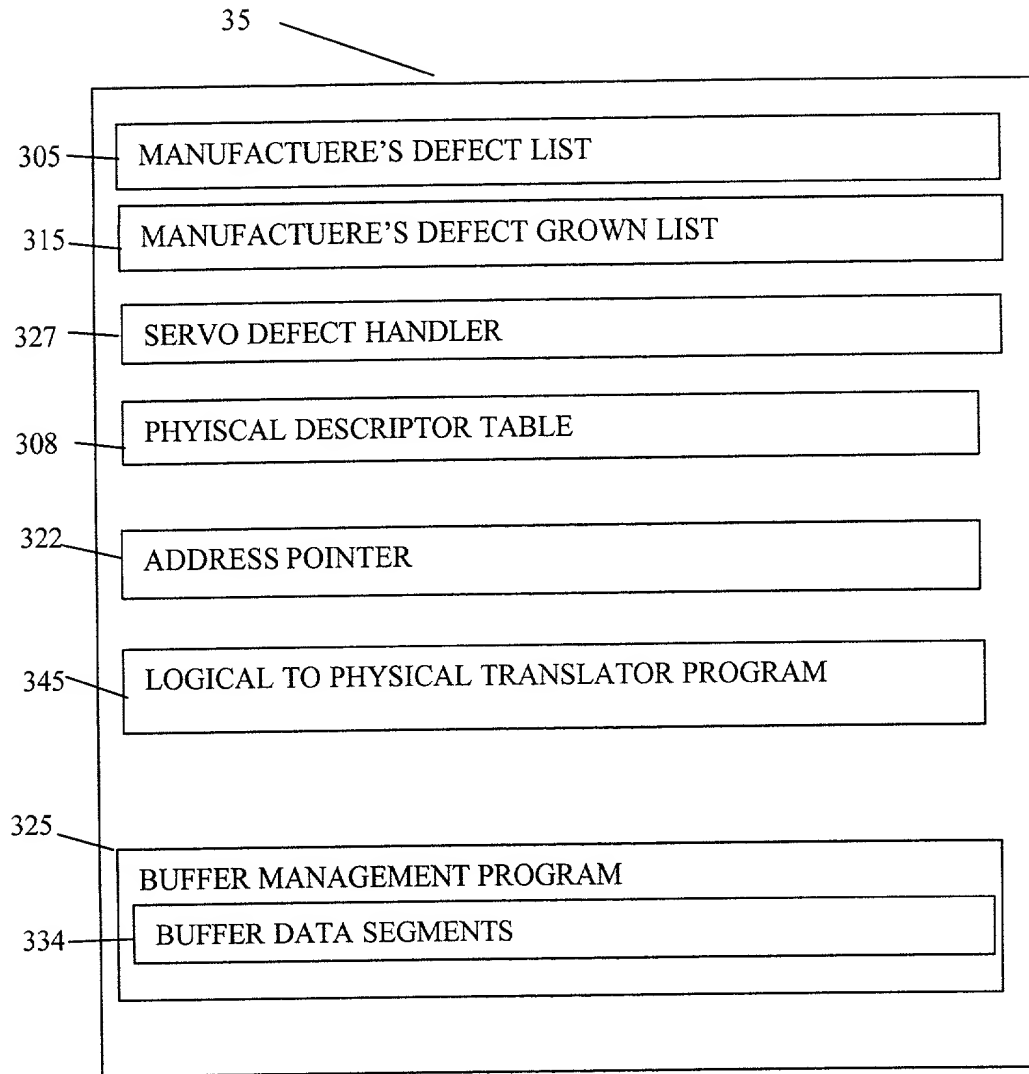 35
305 MANUFACTUERE'S DEFECT LIST
315 MANUFACTUERE'S DEFECT GROWN LIST
327 SERVO DEFECT HANDLER
308 PHYISCAL DESCRIPTOR TABLE
322 ADDRESS POINTER
345 LOGICAL TO PHYSICAL TRANSLATOR PROGRAM
325
BUFFER MANAGEMENT PROGRAM
334 BUFFER DATA SEGMENTS